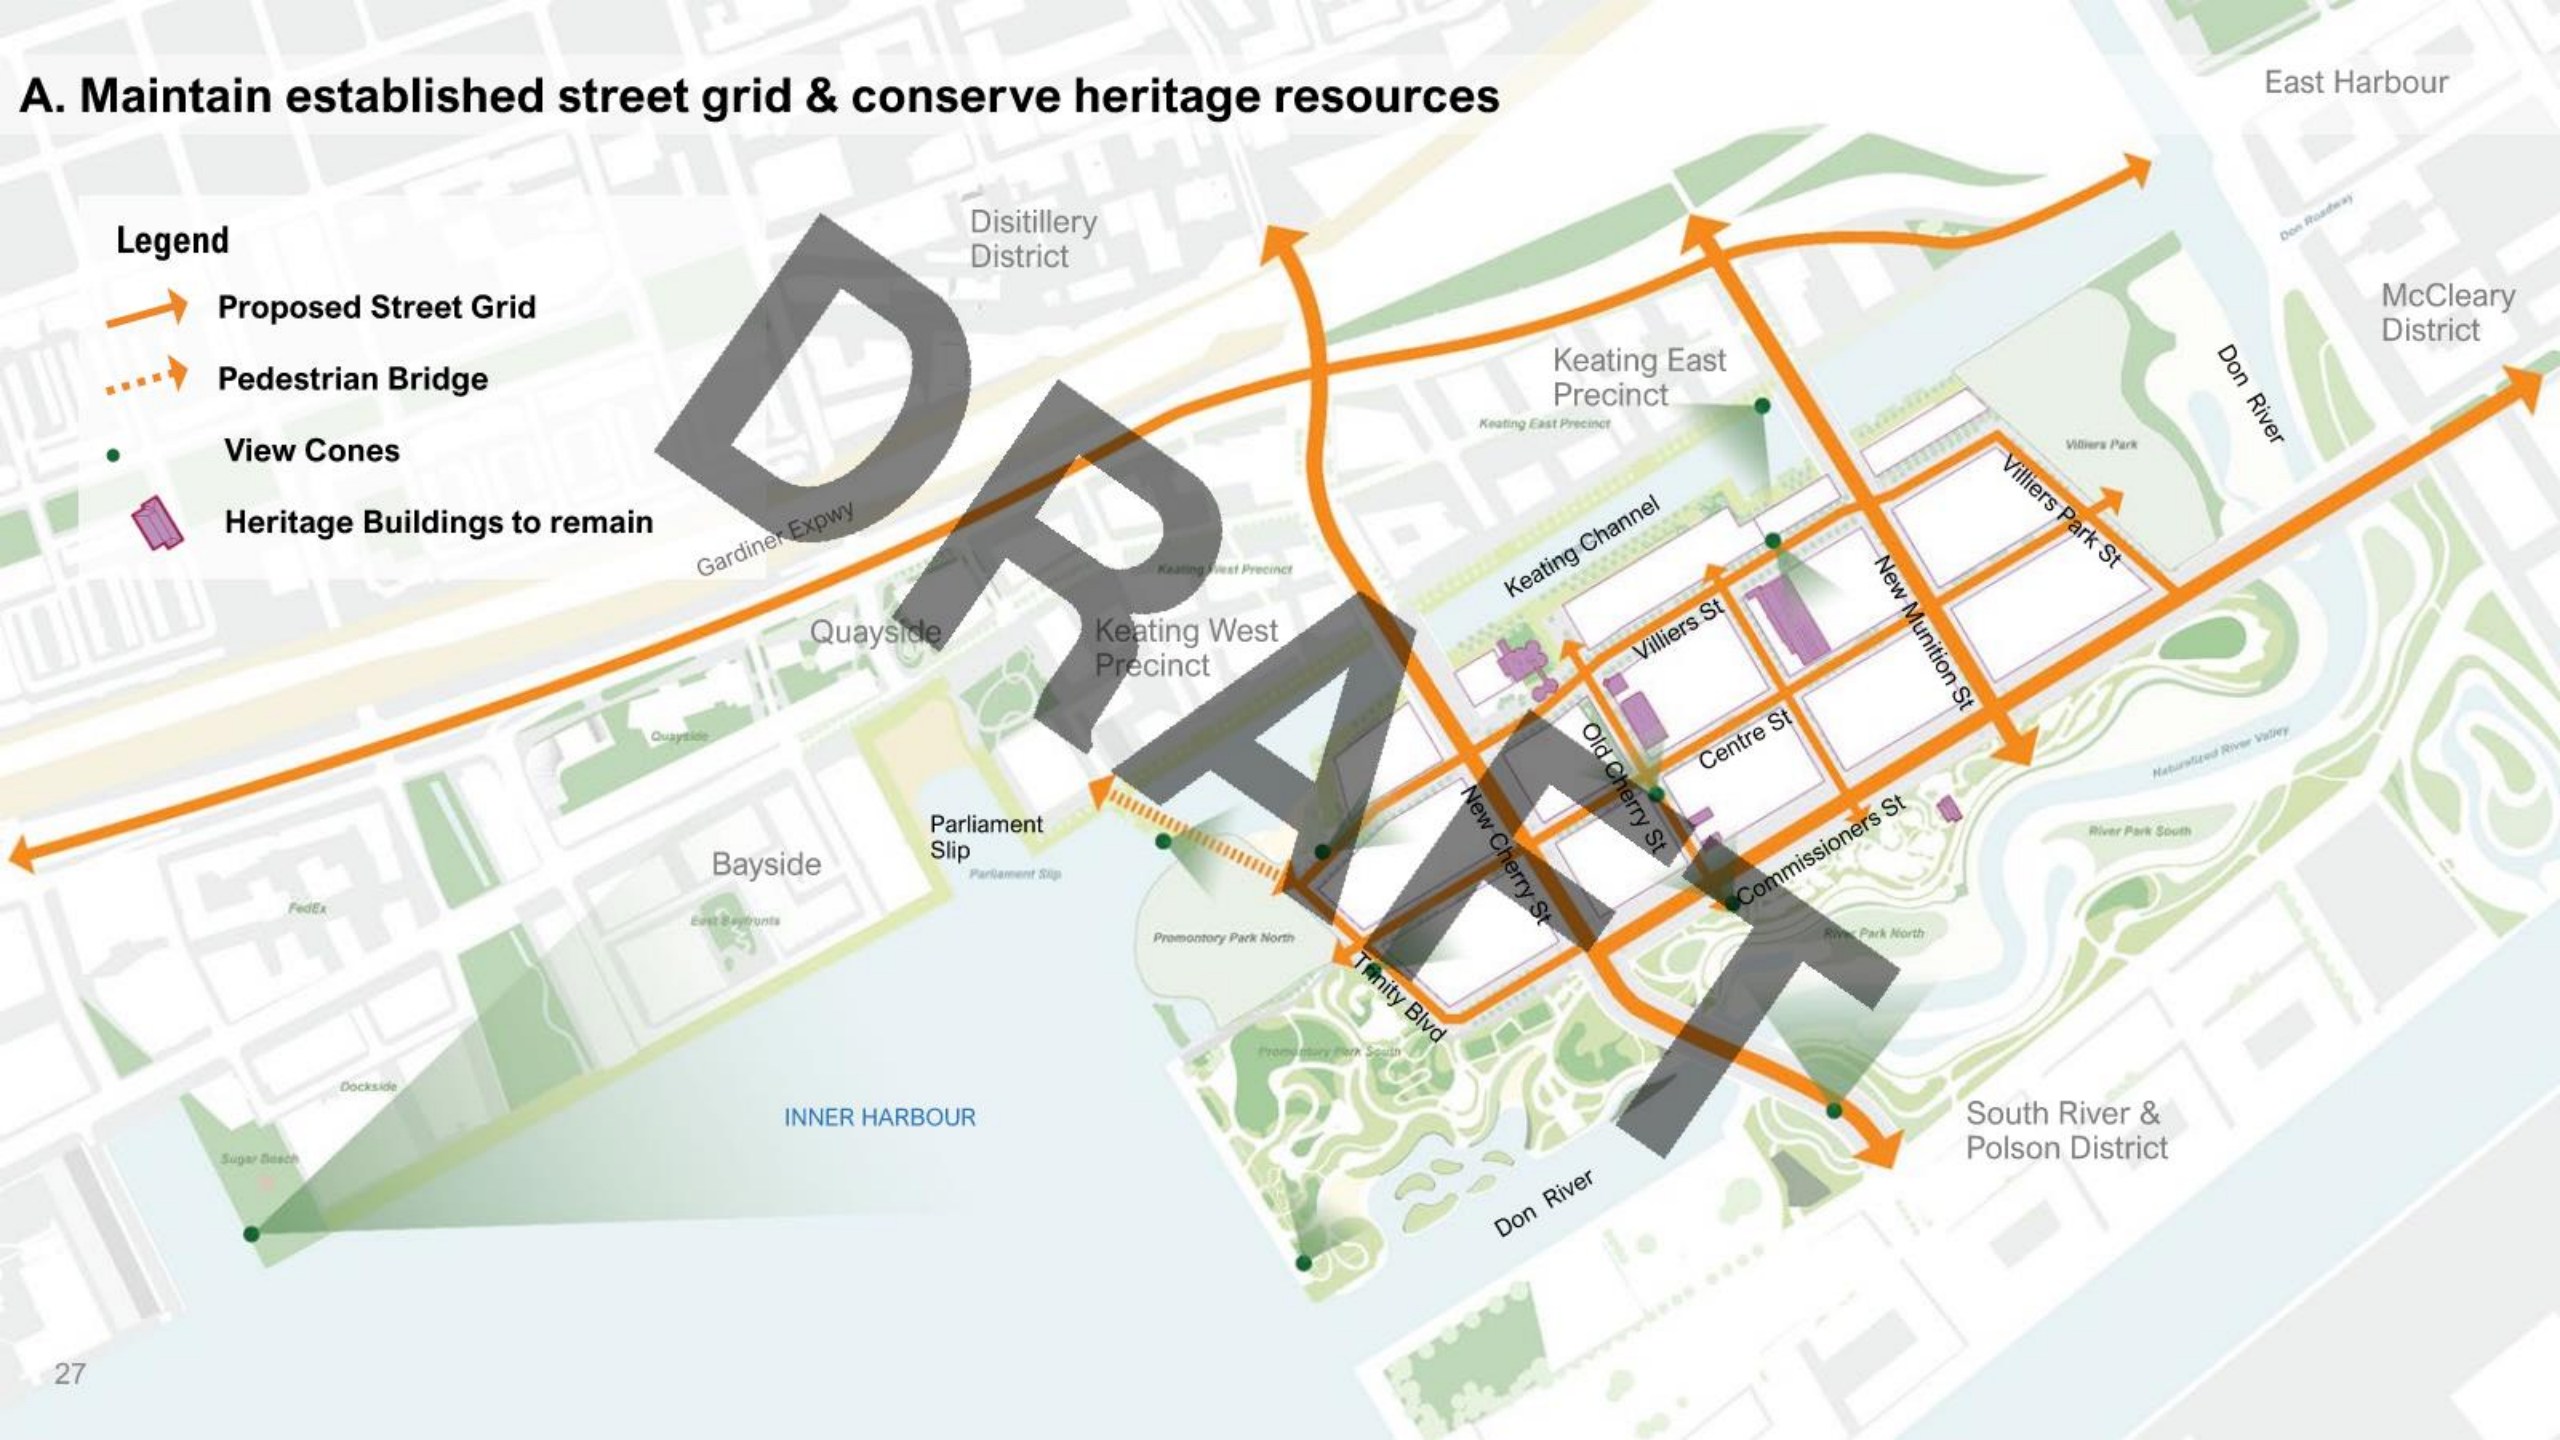 A. Maintain established street grid & conserve heritage resources
East Harbour
Legend
Proposed Street Grid
Pedestrian Bridge
View Cones
Heritage Buildings to remain
Disitillery
District
Don Roadway
McCleary
District
Don River
Keating East
Precinct
Keating East Precinct
Villiers Park
Villiers Park St
Gardiner Expwy
Keating Channel
Keating West Precinct
Quayside
Keating West
Precinct
Villiers St
New Munition St
Old Cherry St
Centre St
Quayside
Naturalized River Valley
Parliament
Slip
Parliament Slip
Bayside
New Cherry St
Commissioners St
River Park South
FedEx
East Bayfronts
Promontory Park North
River Park North
Trinity Blvd
Promontory Park South
Dockside
INNER HARBOUR
South River &
Polson District
Sugar Beach
Don River
27
DRAFT